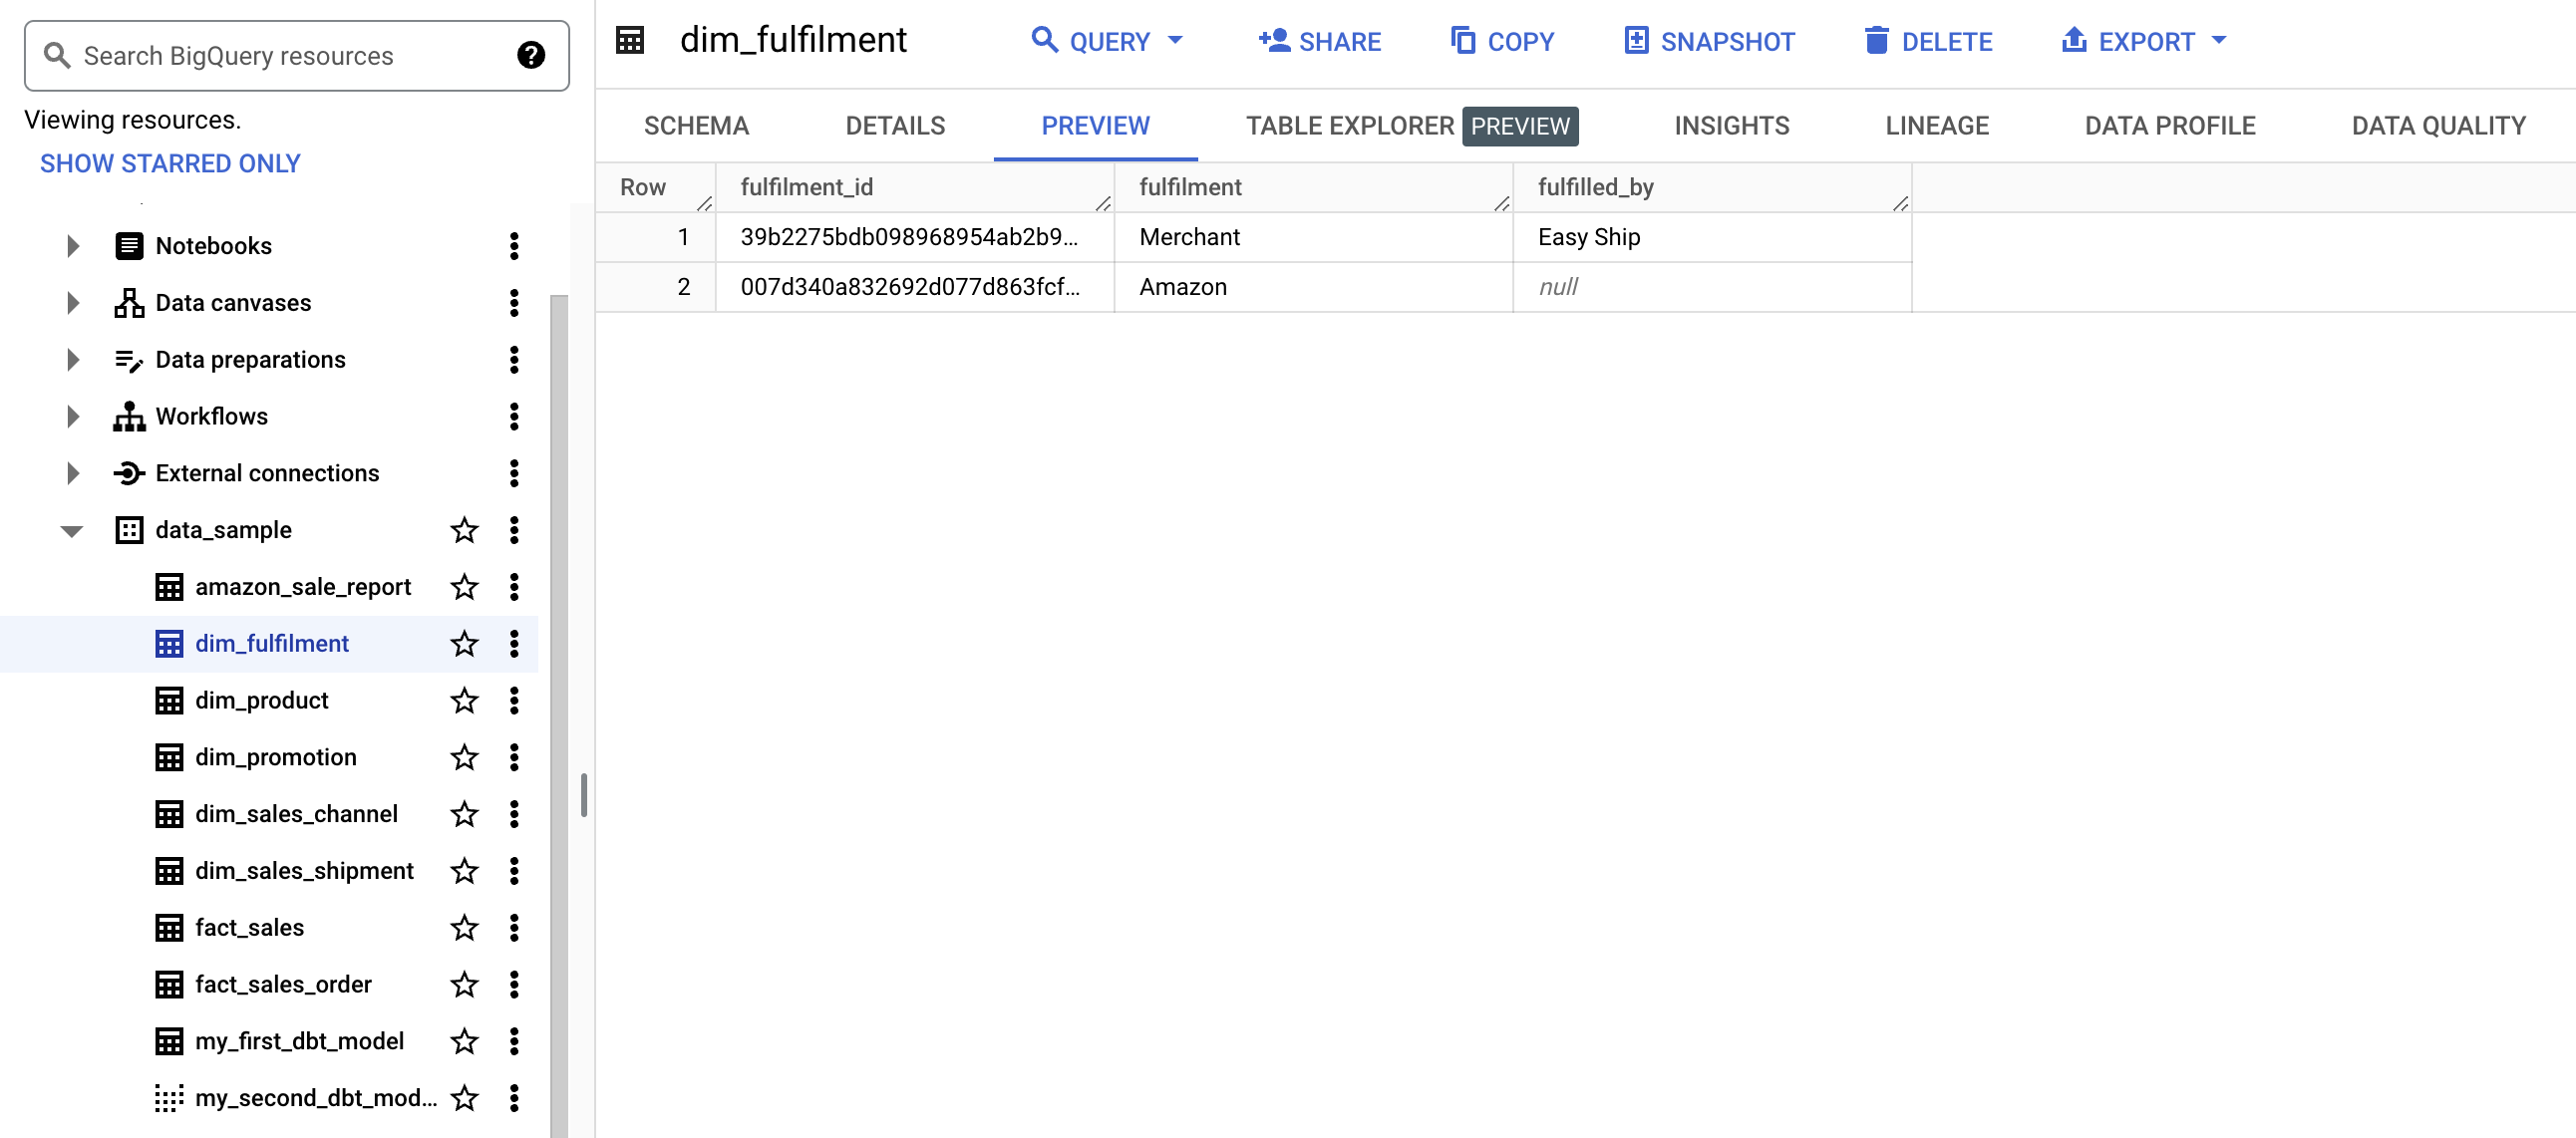 Search BigQuery resources
Viewing resources.
SHOW STARRED ONLY
Notebooks
Data canvases
Data preparations
Workflows
External connections
data_sample
amazon_sale_report
dim_fulfilment
dim_product
dim_promotion
dim_sales_channel
dim_sales_shipment
fact_sales
fact_sales_order
my_first_dbt_model
my_second_dbt_mod...
dim_fulfilment QUERY SHARE COPY SNAPSHOT DELETE EXPORT
SCHEMA DETAILS PREVIEW TABLE EXPLORER PREVIEW INSIGHTS LINEAGE DATA PROFILE DATA QUALITY
Row fulfilment_id fulfilment fulfilled_by
1 39b2275bdb098968954ab2b9... Merchant Easy Ship
2 007d340a832692d077d863fcf... Amazon null